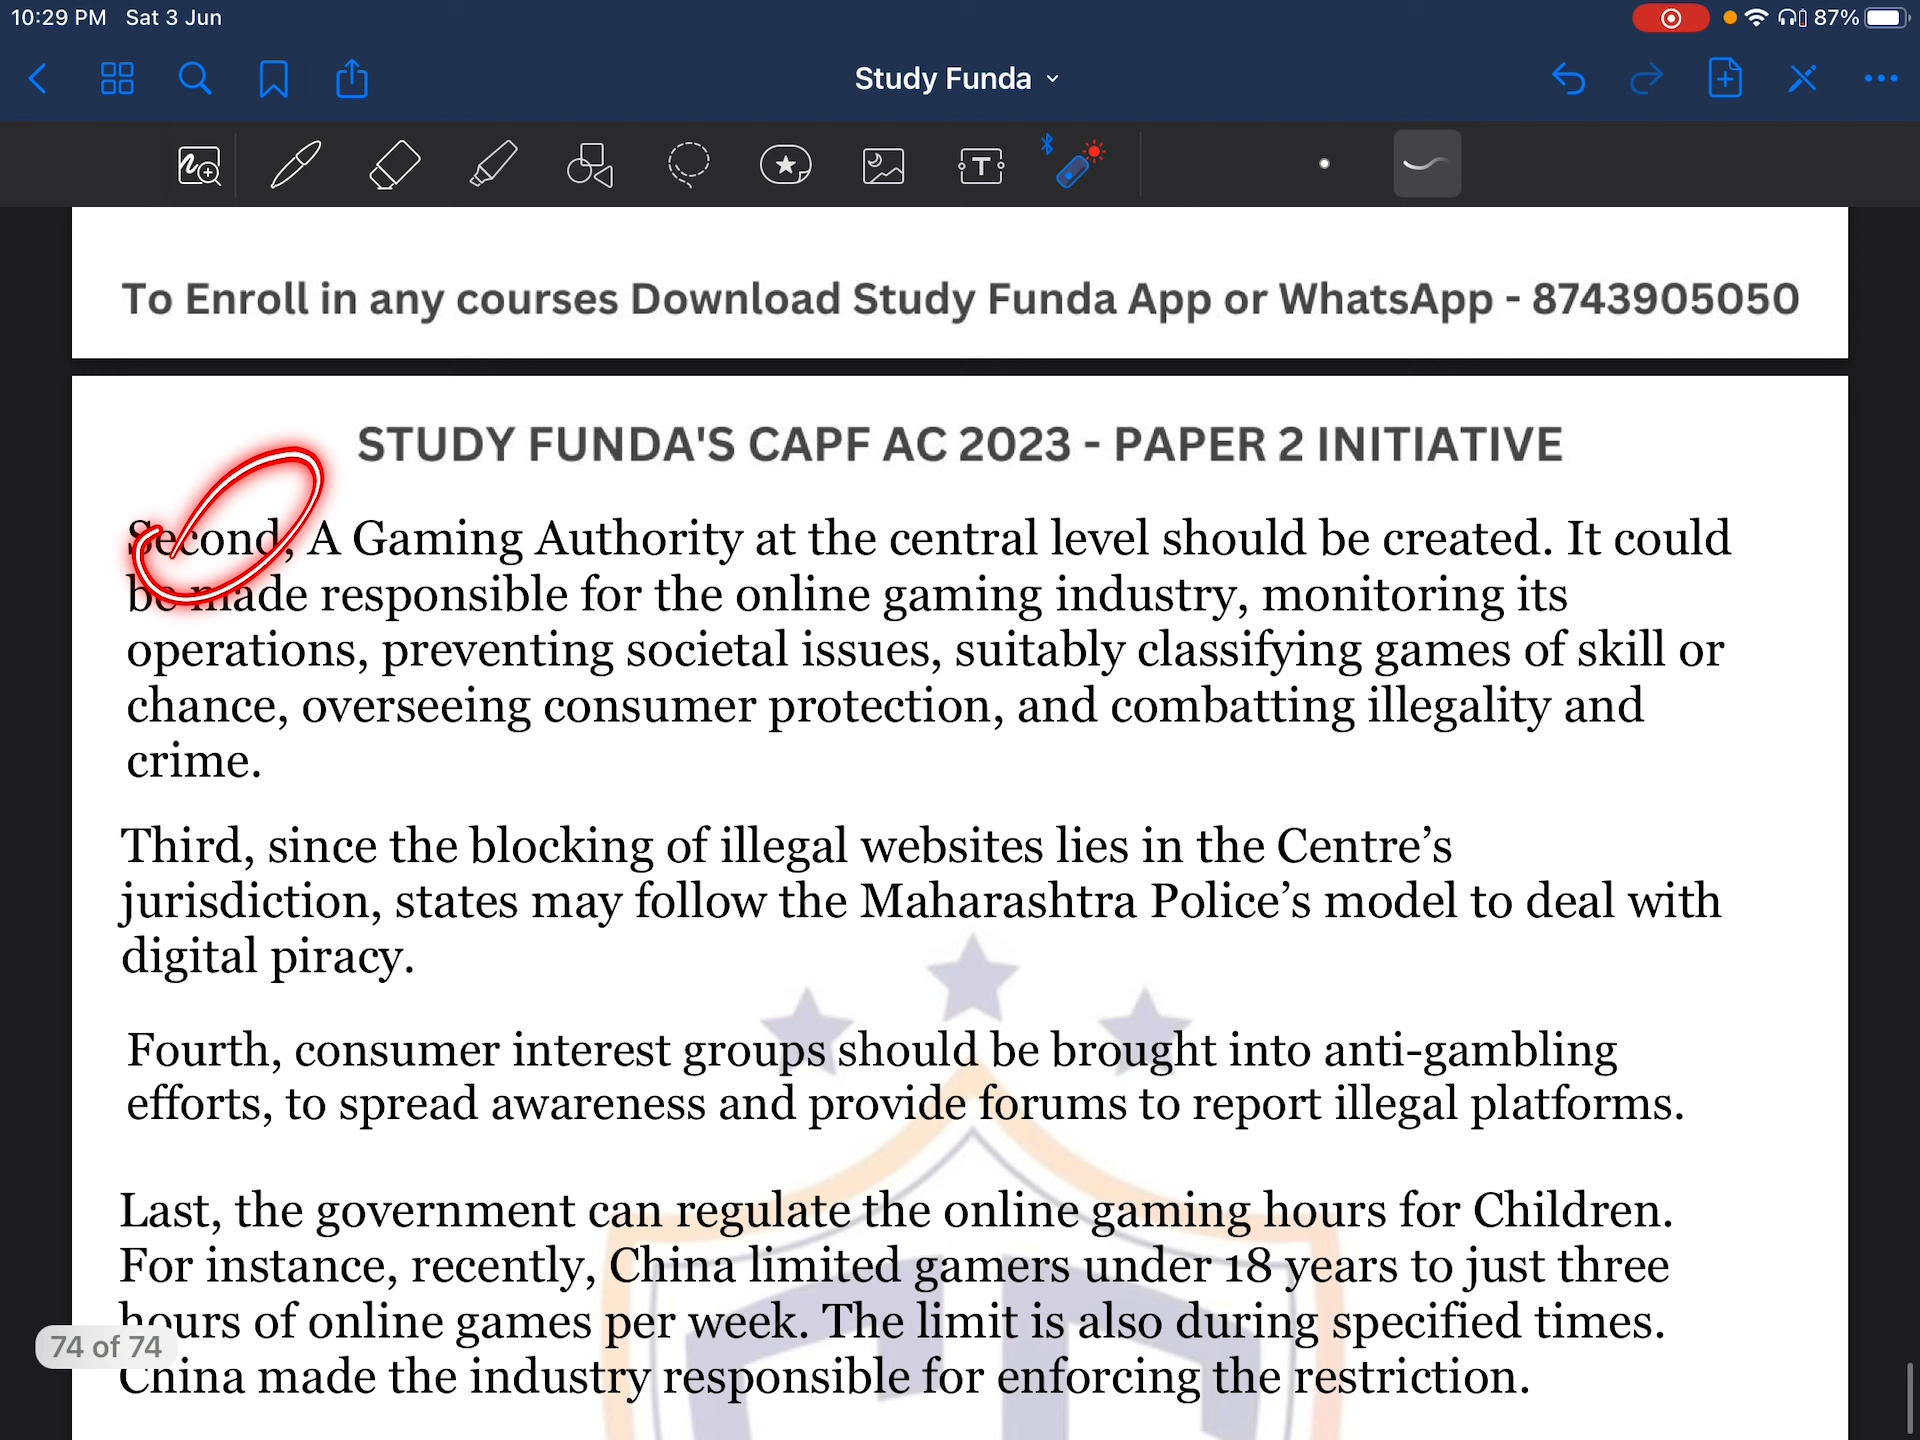 10:29 PM Sat 3 Jun
87%
Study Funda
T
To Enroll in any courses Download Study Funda App or WhatsApp - 8743905050
STUDY FUNDA'S CAPF AC 2023 - PAPER 2 INITIATIVE
Second, A Gaming Authority at the central level should be created. It could
be made responsible for the online gaming industry, monitoring its
operations, preventing societal issues, suitably classifying games of skill or
chance, overseeing consumer protection, and combatting illegality and
crime.
Third, since the blocking of illegal websites lies in the Centre’s
jurisdiction, states may follow the Maharashtra Police’s model to deal with
digital piracy.
Fourth, consumer interest groups should be brought into anti-gambling
efforts, to spread awareness and provide forums to report illegal platforms.
Last, the government can regulate the online gaming hours for Children.
For instance, recently, China limited gamers under 18 years to just three
hours of online games per week. The limit is also during specified times.
74 of 74
China made the industry responsible for enforcing the restriction.